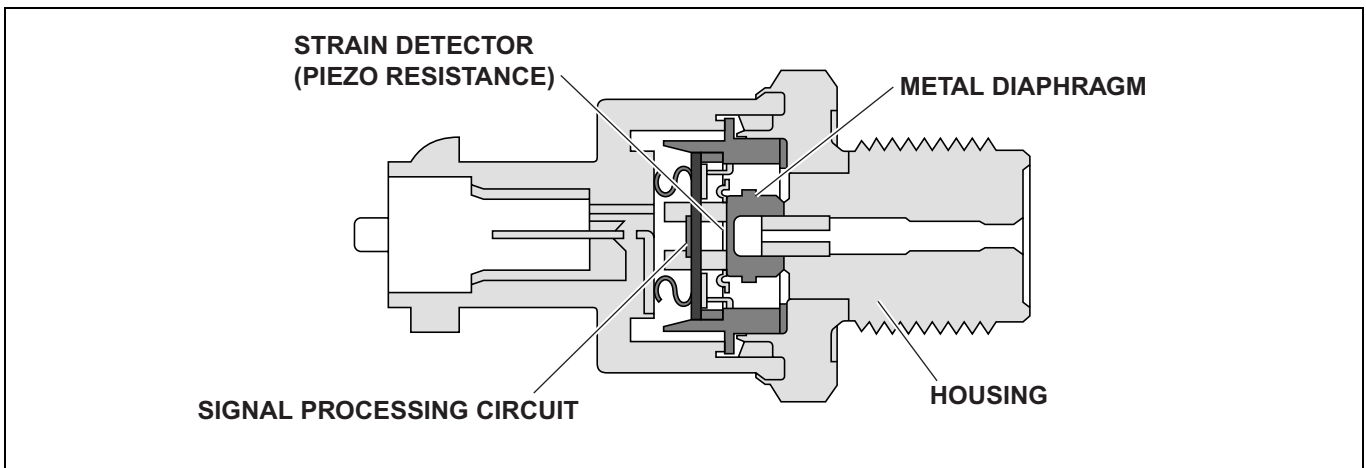 STRAIN DETECTOR
(PIEZO RESISTANCE)
METAL DIAPHRAGM
SIGNAL PROCESSING CIRCUIT
HOUSING